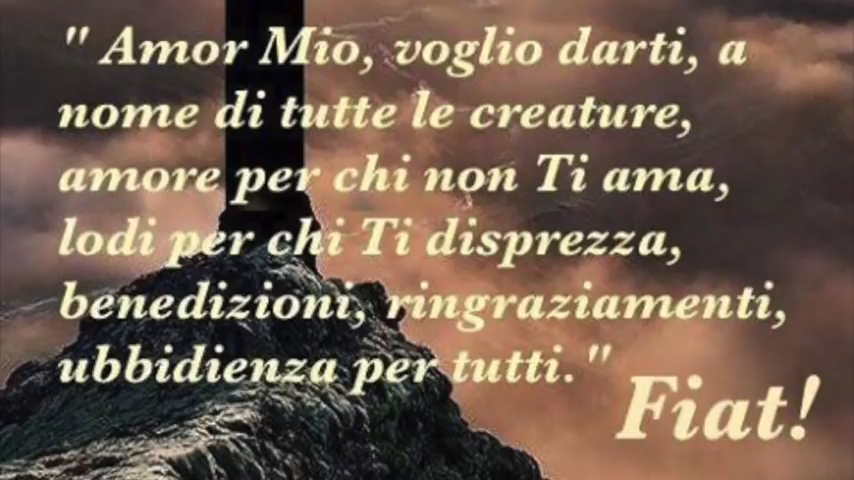 " Amor Mio, voglio darti, a
nome di tutte le creature,
amore per chi non Ti ama,
lodi per chi Ti disprezza,
benedizioni, ringraziamenti,
ubbidienza per tutti."
Fiat!